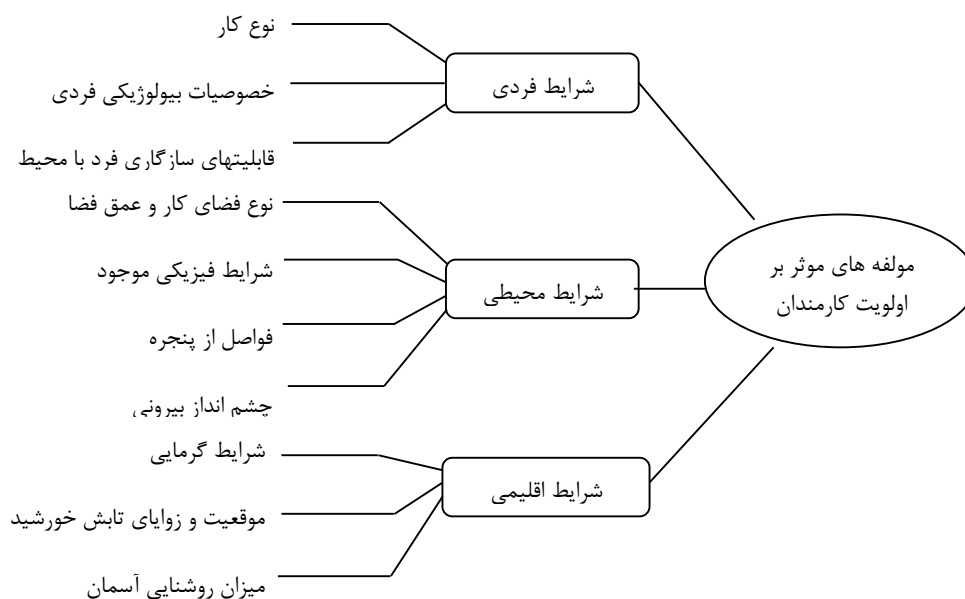 مولفه های موثر بر
اولویت کارمندان
شرایط فردی
نوع کار
خصوصیات بیولوژیکی فردی
قابلیتهای سازگاری فرد با محیط
شرایط محیطی
نوع فضای کار و عمق فضا
شرایط فیزیکی موجود
فواصل از پنجره
چشم انداز بیرونی
شرایط اقلیمی
شرایط گرمایی
موقعیت و زوایای تابش خورشید
میزان روشنایی آسمان